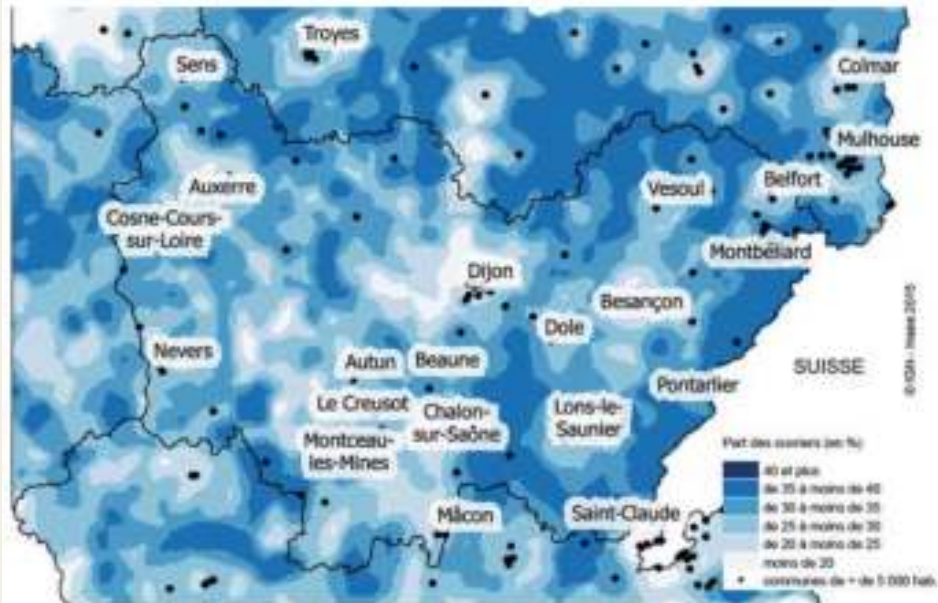 Troyes
Sens
Colmar
Mulhouse
Auxerre
Vesoul
Belfort
Cosne-Cours-
sur-Loire
Montbéliard
Dijon
Besançon
Dole
Nevers
Autun
Beaune
SUISSE
Pontarlier
Le Creusot
Chalon-
sur-Saône
Lons-le-
Saunier
Montceau-
les-Mines
Mâcon
Saint-Claude
© IGN - Insee 2015
Part des ouvriers (en %)
40 et plus
de 35 à moins de 40
de 30 à moins de 35
de 25 à moins de 30
de 20 à moins de 25
moins de 20
communes de + de 5 000 hab.